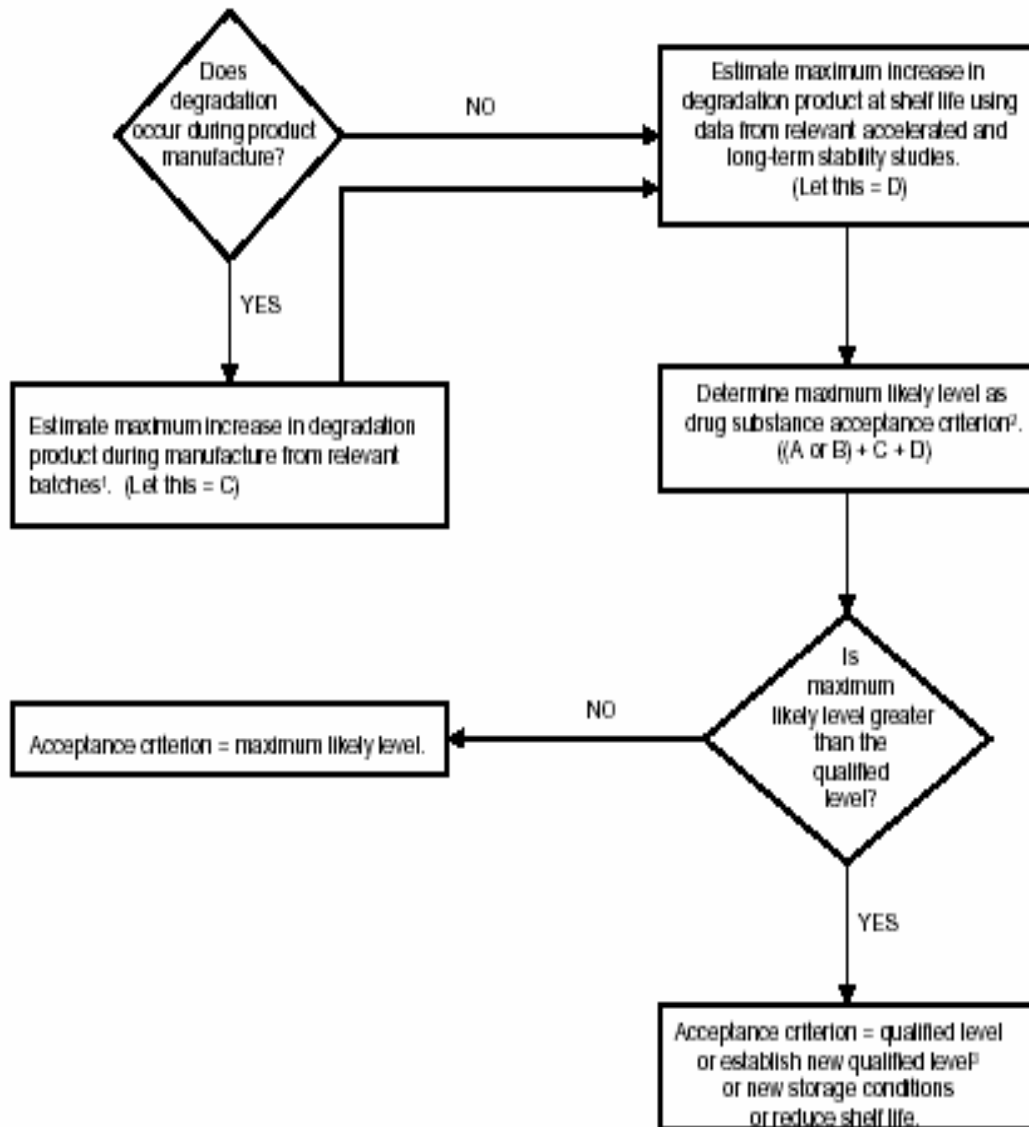 Does
degradation
occur during product
manufacture?
NO
Estimate maximum increase in
degradation product at shelf life using
data from relevant accelerated and
long-term stability studies.
(Let this = D)
YES
Estimate maximum increase in degradation
product during manufacture from relevant
batches¹. (Let this = C)
Determine maximum likely level as
drug substance acceptance criterion².
((A or B) + C + D)
Is
maximum
likely level greater
than the
qualified
level?
NO
Acceptance criterion = maximum likely level.
YES
Acceptance criterion = qualified level
or establish new qualified level³
or new storage conditions
or reduce shelf life.